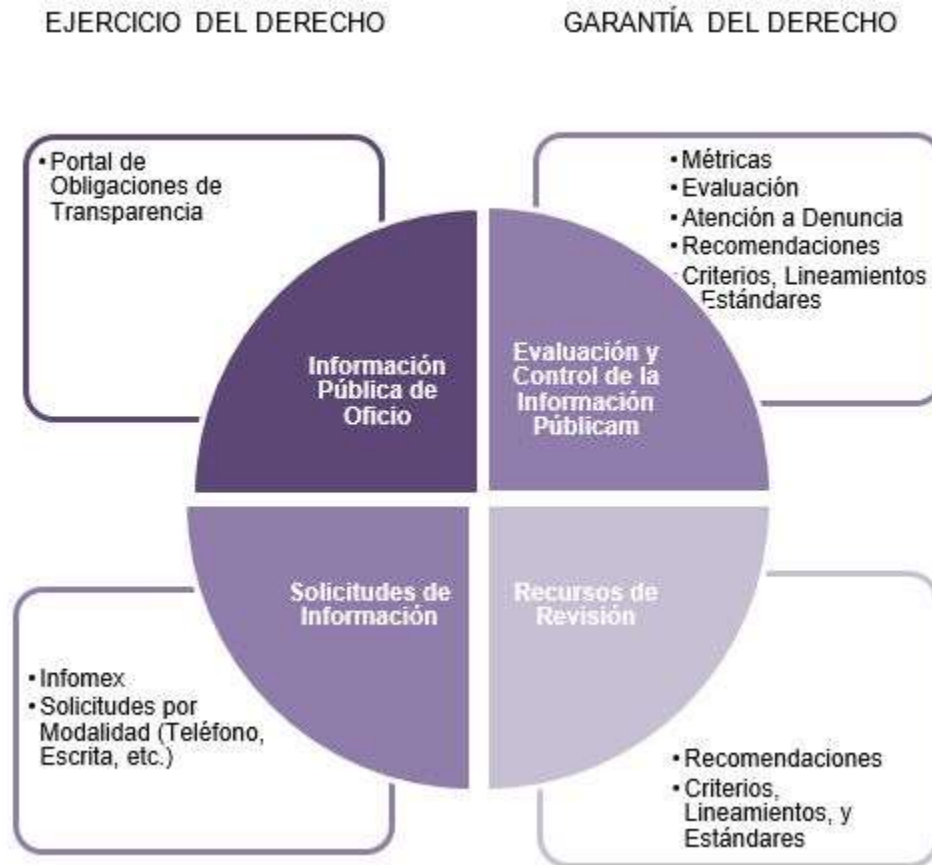 EJERCICIO DEL DERECHO
GARANTÍA DEL DERECHO
• Portal de
Obligaciones de
Transparencia
• Métricas
• Evaluación
• Atención a Denuncia
• Recomendaciones
Criterios, Lineamientos
Estándares
Información
Pública de
Oficio
Evaluación y
Control de la
Información
Públicam
Solicitudes de
Información
Recursos de
Revisión
• Infomex
• Solicitudes por
Modalidad (Teléfono,
Escrita, etc.)
• Recomendaciones
• Criterios,
Lineamientos, y
Estándares